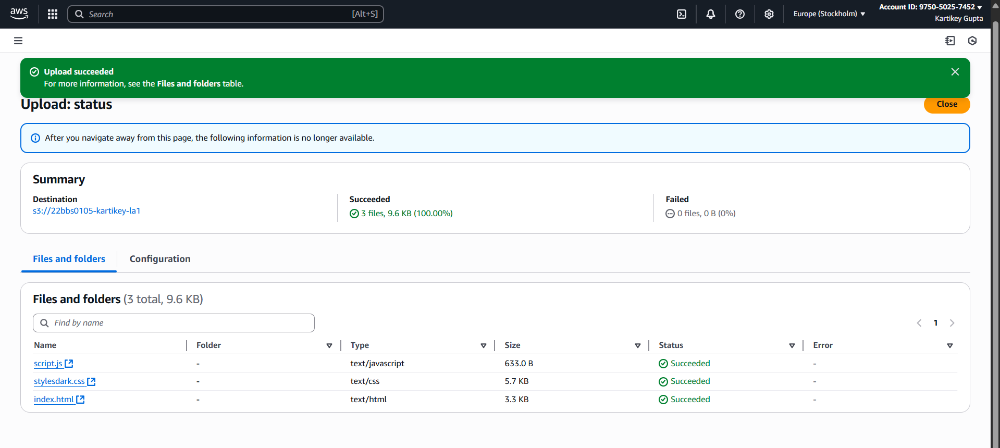 aws
Search [Alt+S]
Europe (Stockholm)
Account ID: 9750-5025-7452
Kartikey Gupta
Upload succeeded
For more information, see the Files and folders table.
Upload: status
Close
After you navigate away from this page, the following information is no longer available.
Summary
Destination
s3://22bbs0105-kartikey-la1
Succeeded
3 files, 9.6 KB (100.00%)
Failed
0 files, 0 B (0%)
Files and folders
Configuration
Files and folders (3 total, 9.6 KB)
Find by name
1
Name Folder Type Size Status Error
script.js - text/javascript 633.0 B Succeeded -
stylesdark.css - text/css 5.7 KB Succeeded -
index.html - text/html 3.3 KB Succeeded -